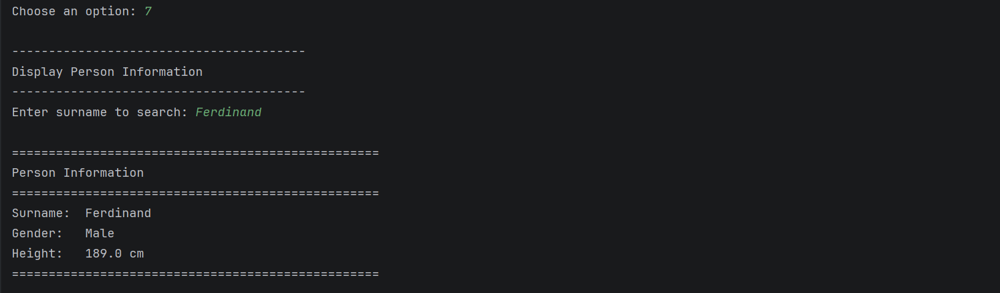 Choose an option: 7
----------------------------------------
Display Person Information
----------------------------------------
Enter surname to search: Ferdinand
==================================================
Person Information
==================================================
Surname:  Ferdinand
Gender:   Male
Height:   189.0 cm
==================================================